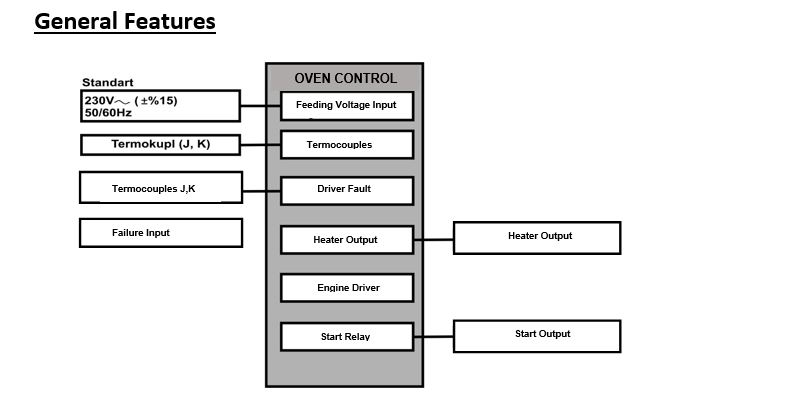 General Features
OVEN CONTROL
Standart
230V～ (±%15)
50/60Hz
Feeding Voltage Input
Termokupl (J, K)
Termocouples
Termocouples J,K
Driver Fault
Failure Input
Heater Output
Heater Output
Engine Driver
Start Relay
Start Output